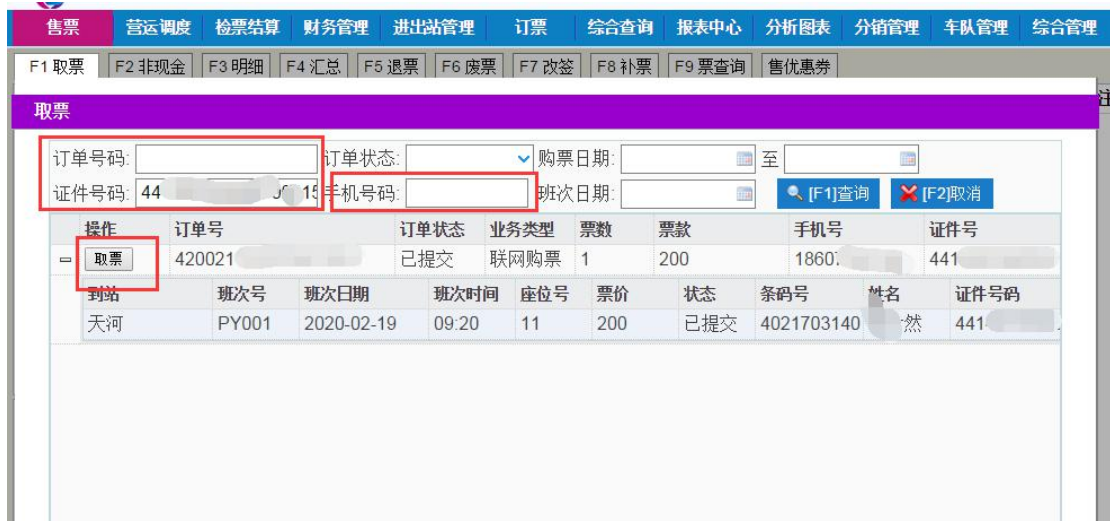 售票 营运调度 检票结算 财务管理 进出站管理 订票 综合查询 报表中心 分析图表 分销管理 车队管理 综合管理
F1 取票 F2 非现金 F3 明细 F4 汇总 F5 退票 F6 废票 F7 改签 F8 补票 F9 票查询 售优惠券
取票
订单号码: 订单状态: 购票日期: 至
证件号码: 44 15 手机号码: 班次日期: [F1]查询 [F2]取消
操作 订单号 订单状态 业务类型 票数 票款 手机号 证件号
取票 420021 已提交 联网购票 1 200 1860 441
到站 班次号 班次日期 班次时间 座位号 票价 状态 条码号 姓名 证件号码
天河 PY001 2020-02-19 09:20 11 200 已提交 4021703140 然 441